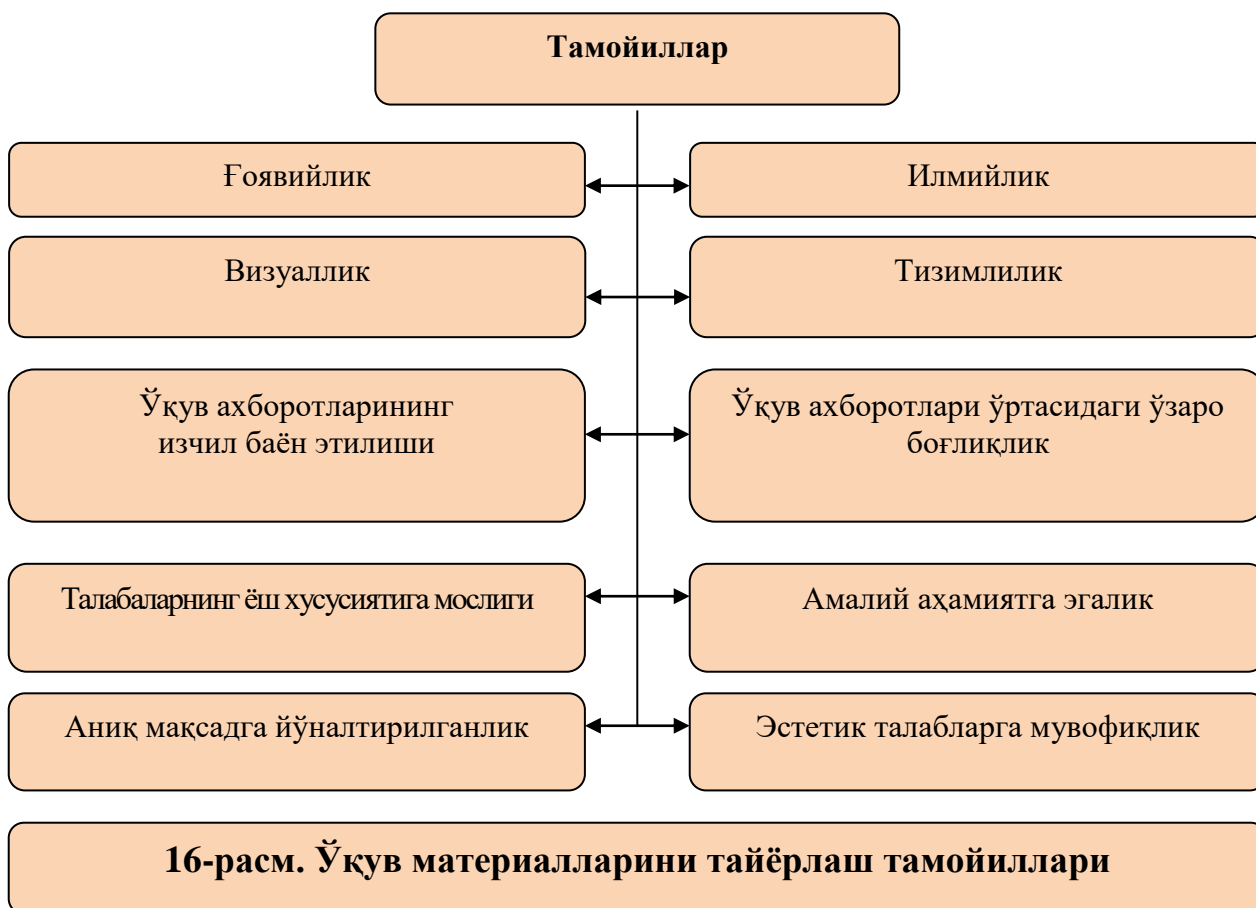 Тамойиллар
Ғоявийлик
Илмийлик
Визуаллик
Тизимлилик
Ўқув ахборотларининг
изчил баён этилиши
Ўқув ахборотлари ўртасидаги ўзаро
боғлиқлик
Талабаларнинг ёш хусусиятига мослиги
Амалий аҳамиятга эгалик
Аниқ мақсадга йўналтирилганлик
Эстетик талабларга мувофиқлик
16-расм. Ўқув материалларини тайёрлаш тамойиллари